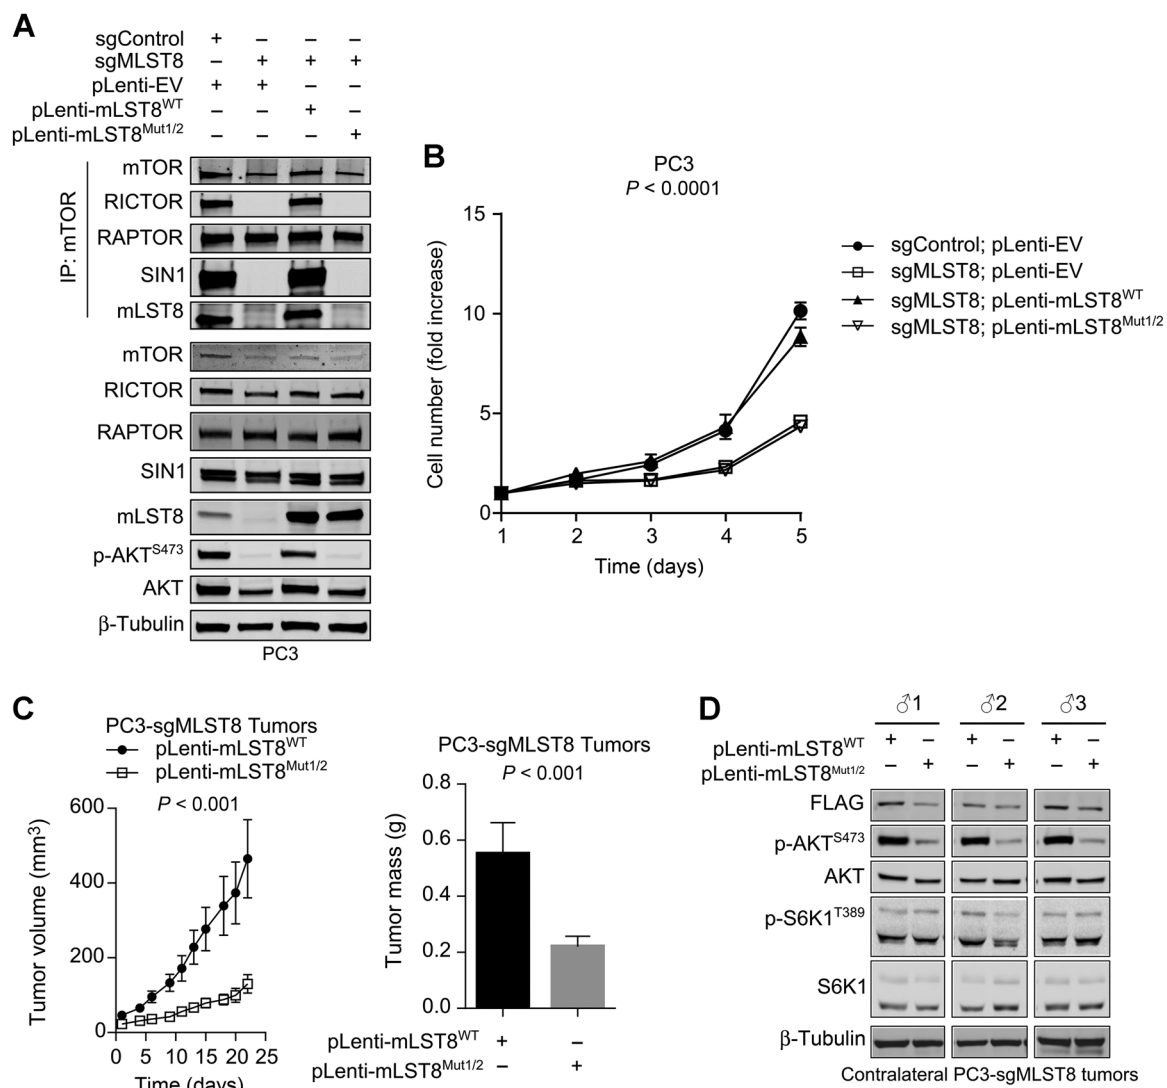 A
sgControl + – – –
sgMLST8 – + + +
pLenti-EV + + – –
pLenti-mLST8WT – – + –
pLenti-mLST8Mut1/2 – – – +
IP: mTOR
mTOR
RICTOR
RAPTOR
SIN1
mLST8
mTOR
RICTOR
RAPTOR
SIN1
mLST8
p-AKTS473
AKT
β-Tubulin
PC3
B
PC3
P < 0.0001
Cell number (fold increase)
15
10
5
0
1 2 3 4 5
Time (days)
sgControl; pLenti-EV
sgMLST8; pLenti-EV
sgMLST8; pLenti-mLST8WT
sgMLST8; pLenti-mLST8Mut1/2
C
PC3-sgMLST8 Tumors
pLenti-mLST8WT
pLenti-mLST8Mut1/2
P < 0.001
Tumor volume (mm3)
600
400
200
0
0 5 10 15 20 25
Time (days)
PC3-sgMLST8 Tumors
P < 0.001
Tumor mass (g)
0.8
0.6
0.4
0.2
0.0
pLenti-mLST8WT + –
pLenti-mLST8Mut1/2 – +
D
♂1 ♂2 ♂3
pLenti-mLST8WT + – + – + –
pLenti-mLST8Mut1/2 – + – + – +
FLAG
p-AKTS473
AKT
p-S6K1T389
S6K1
β-Tubulin
Contralateral PC3-sgMLST8 tumors